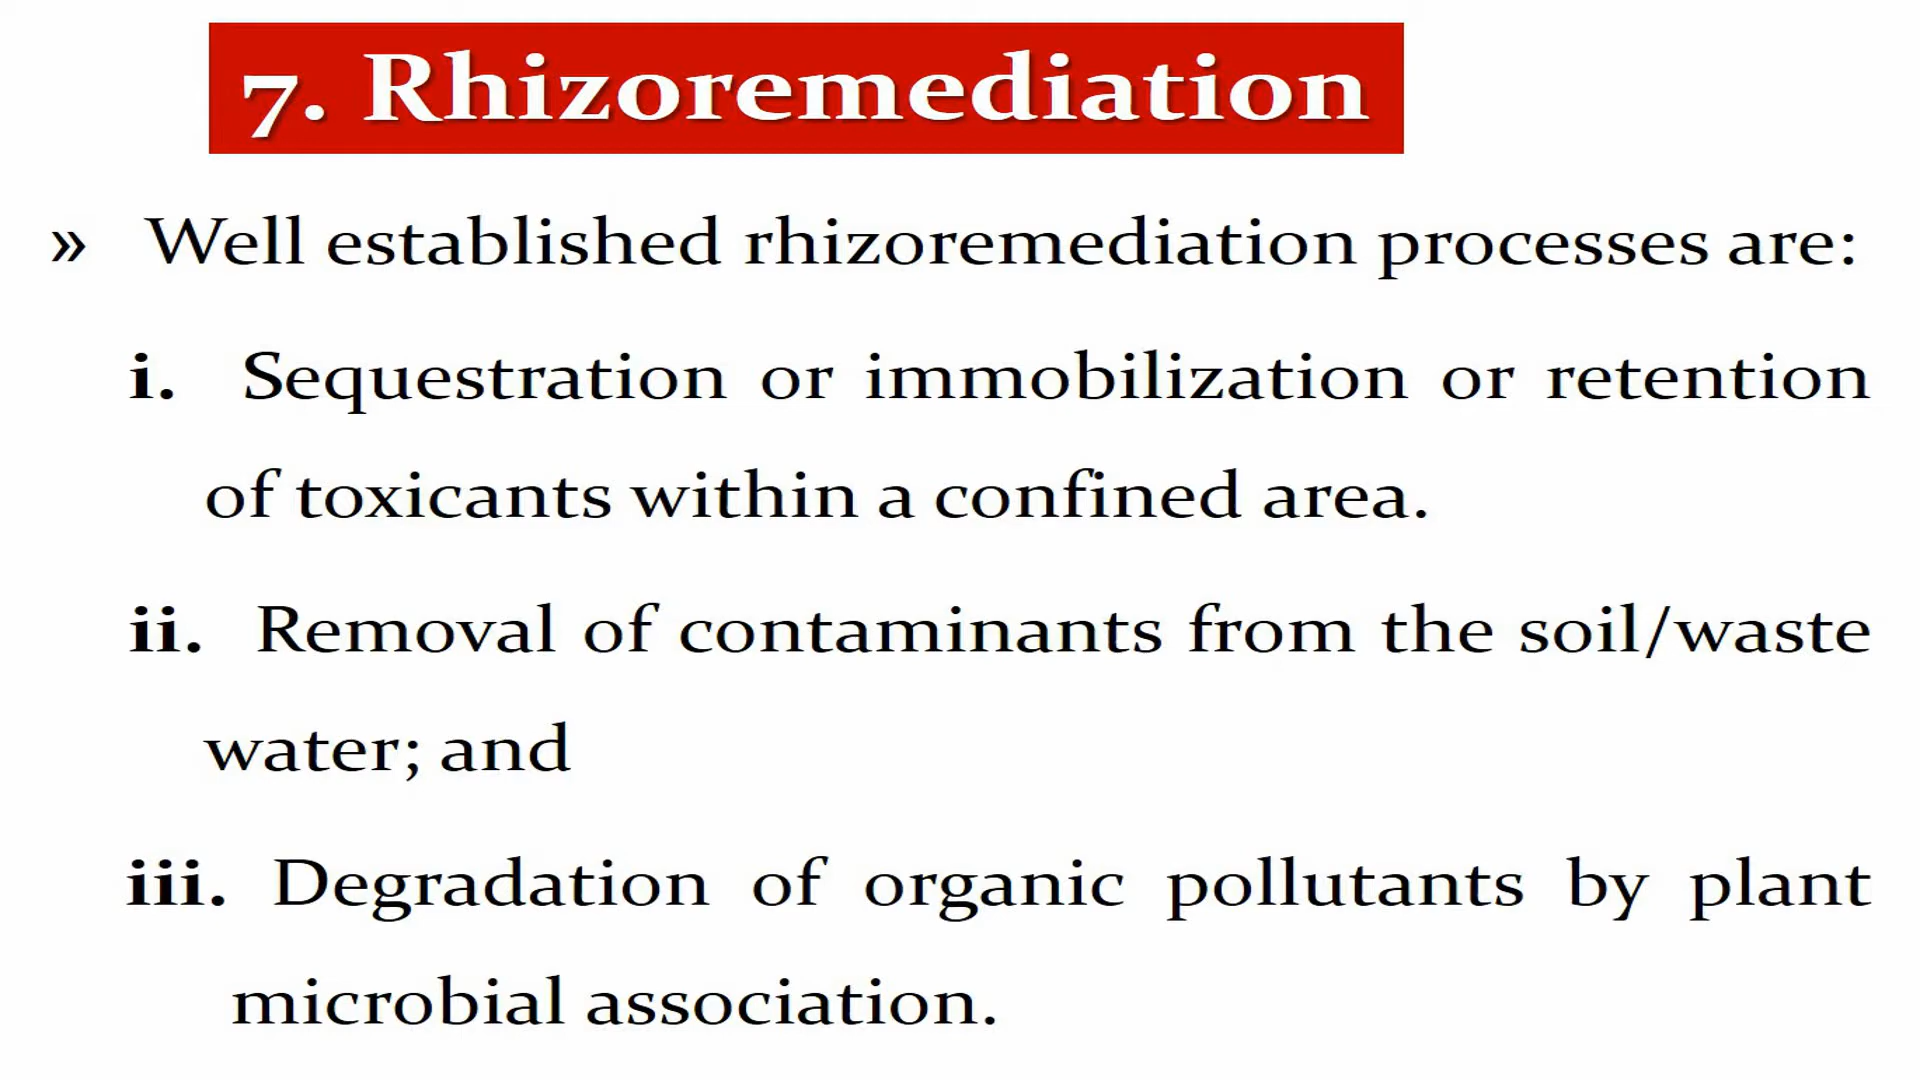 7. Rhizoremediation
» Well established rhizoremediation processes are:
i. Sequestration or immobilization or retention
of toxicants within a confined area.
ii. Removal of contaminants from the soil/waste
water; and
iii. Degradation of organic pollutants by plant
microbial association.